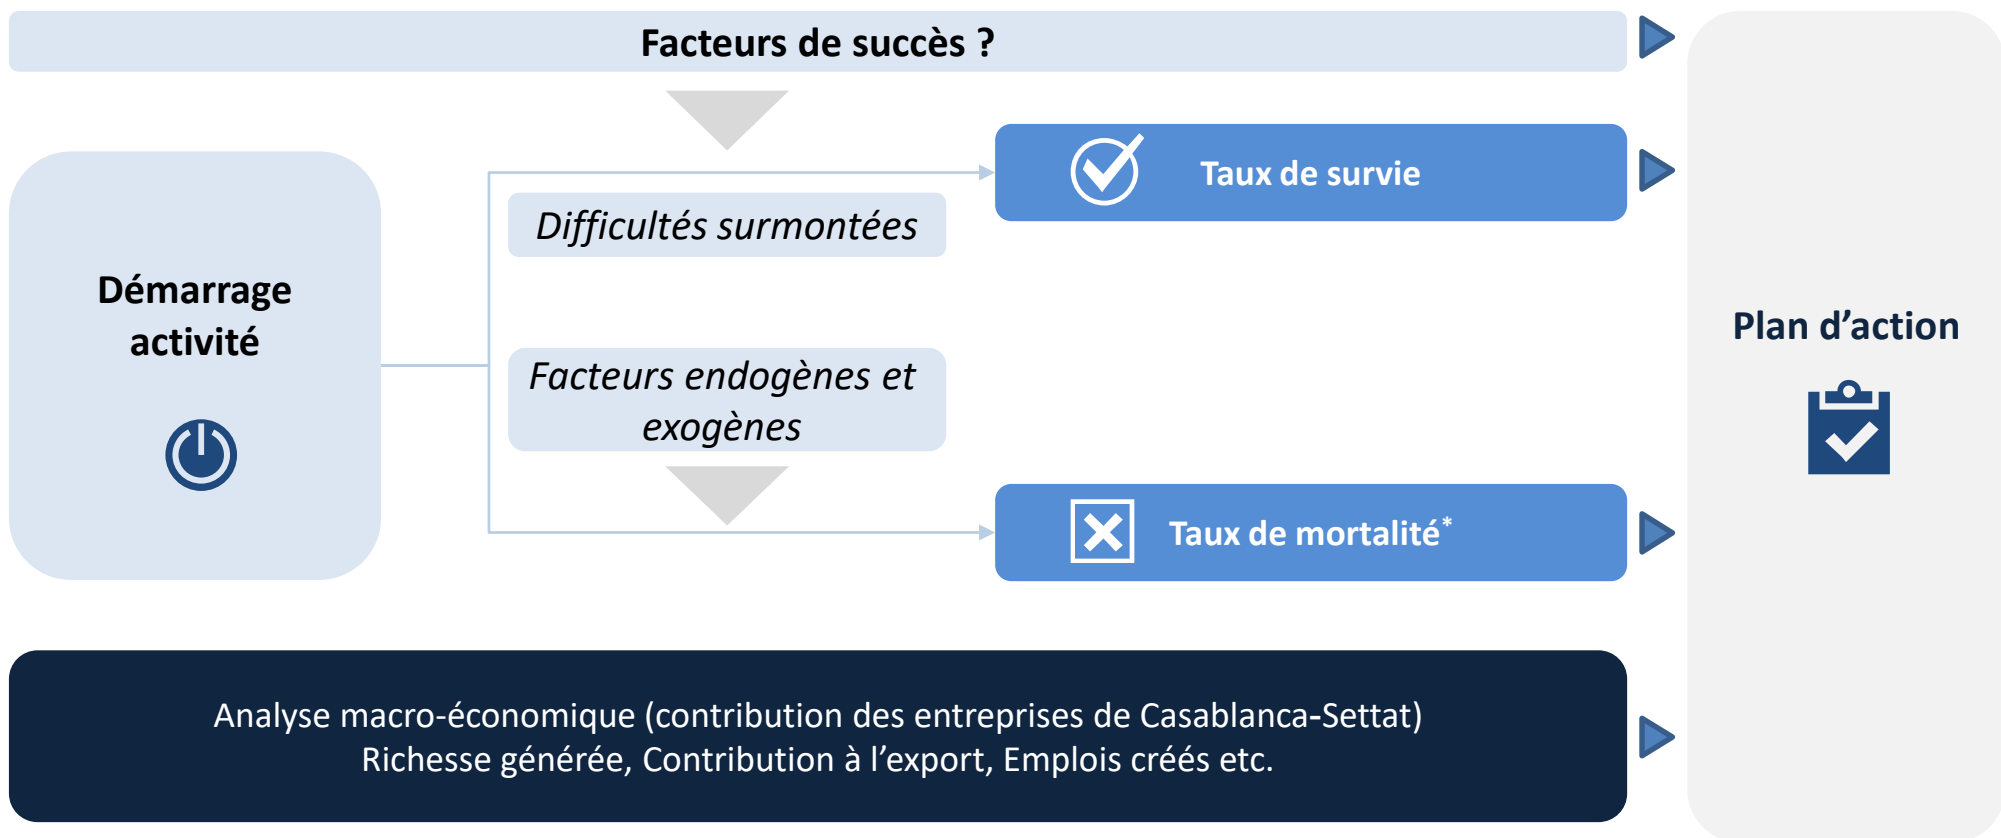 Facteurs de succès ?
Taux de survie
Difficultés surmontées
Démarrage
activité
Plan d’action
Facteurs endogènes et
exogènes
Taux de mortalité*
Analyse macro-économique (contribution des entreprises de Casablanca-Settat)
Richesse générée, Contribution à l’export, Emplois créés etc.